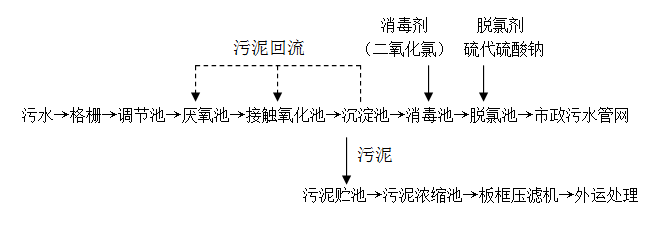 消毒剂
（二氧化氯）
脱氯剂
硫代硫酸钠
污泥回流
污水→格栅→调节池→厌氧池→接触氧化池→沉淀池→消毒池→脱氯池→市政污水管网
污泥
污泥贮池→污泥浓缩池→板框压滤机→外运处理